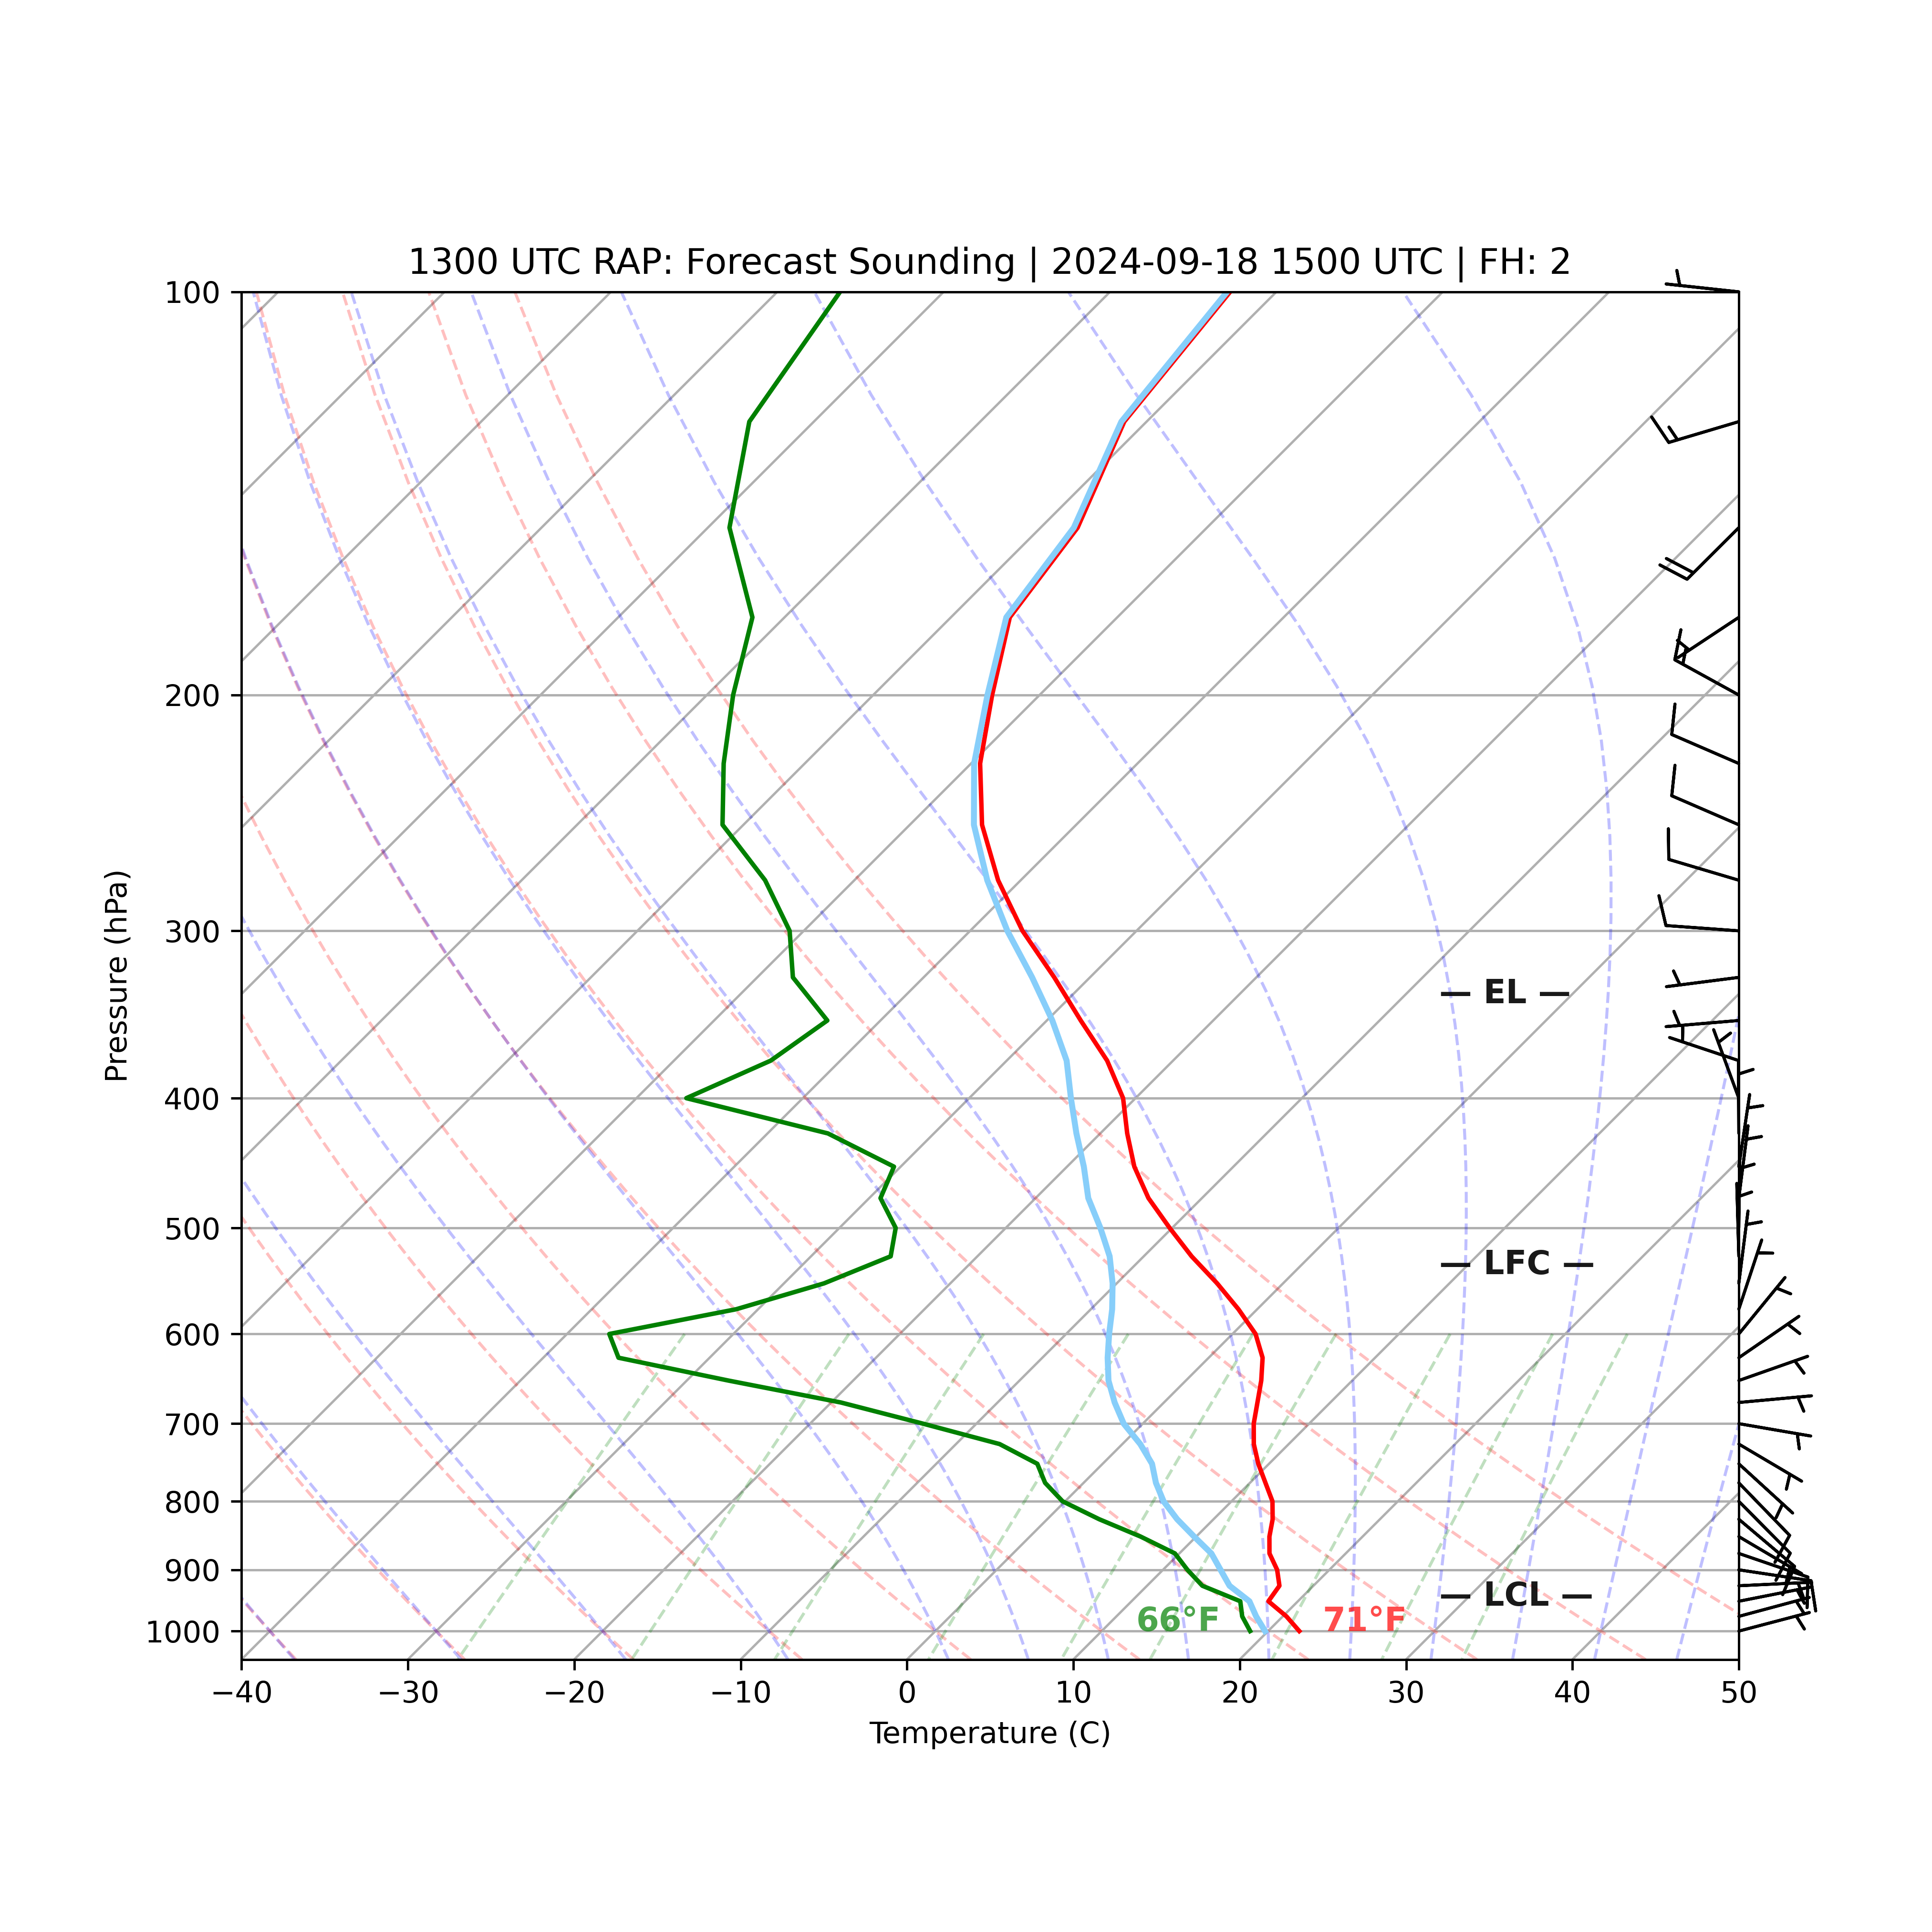 1300 UTC RAP: Forecast Sounding | 2024-09-18 1500 UTC | FH: 2
100
200
300
400
500
600
700
800
900
1000
Pressure (hPa)
— EL —
— LFC —
— LCL —
66°F
71°F
−40
−30
−20
−10
0
10
20
30
40
50
Temperature (C)